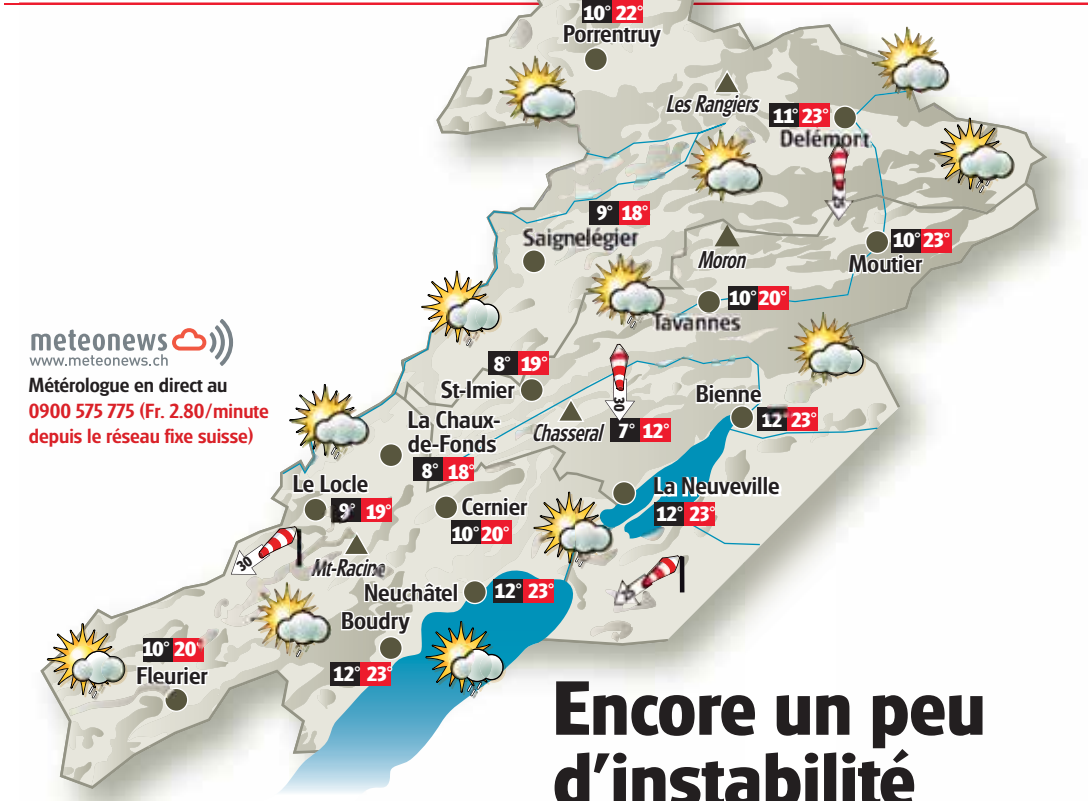 10° 22°
Porrentruy
Les Rangiers
11° 23°
Delémont
25
9° 18°
Saignelégier
Moron
10° 23°
Moutier
10° 20°
Tavannes
meteonews
www.meteonews.ch
Métérologue en direct au
0900 575 775 (Fr. 2.80/minute
depuis le réseau fixe suisse)
8° 19°
St-Imier
30
Bienne
12° 23°
La Chaux-
de-Fonds
8° 18°
Chasseral 7° 12°
Le Locle
9° 19°
Cernier
10° 20°
La Neuveville
12° 23°
30
Mt-Racine
25
Neuchâtel 12° 23°
Boudry
12° 23°
10° 20°
Fleurier
Encore un peu
d'instabilité